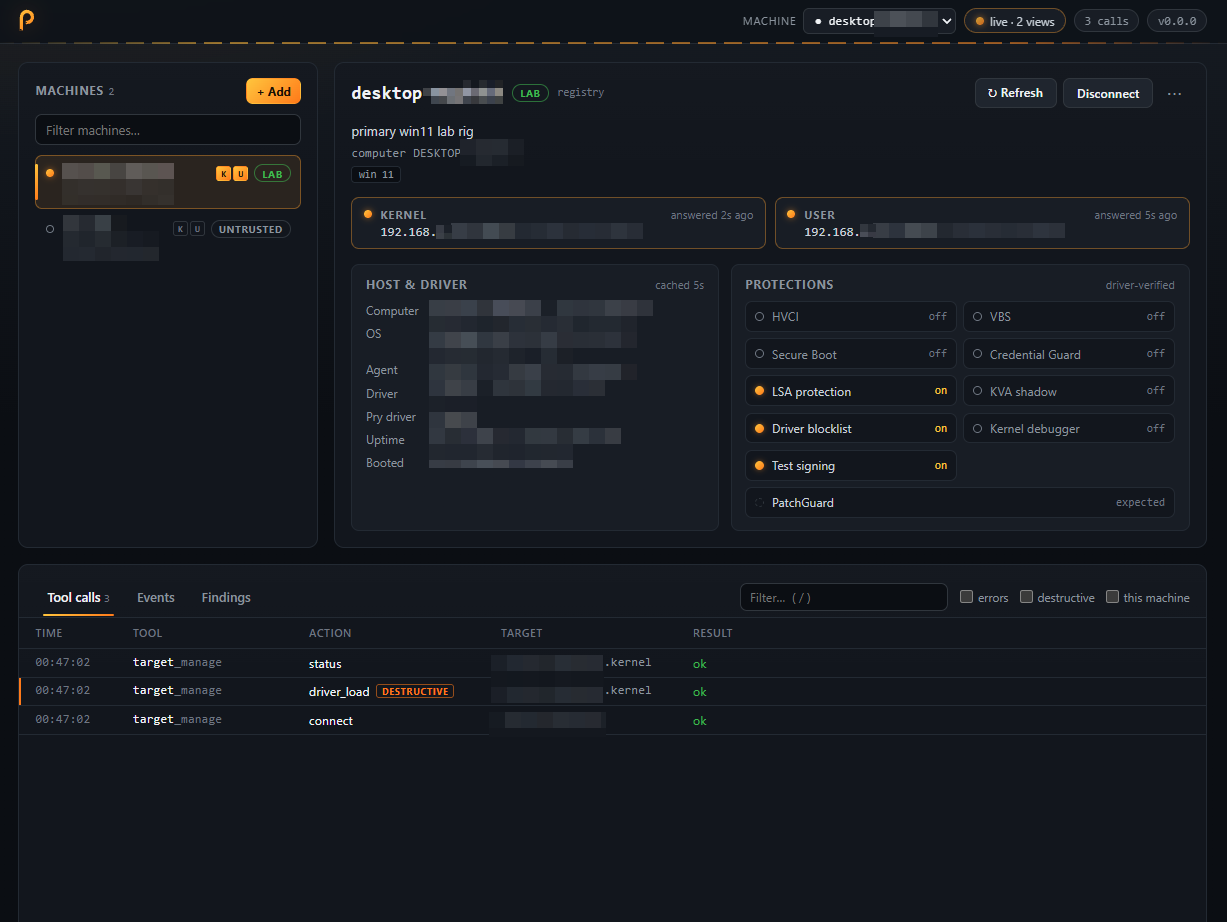 MACHINE
desktop
live · 2 views
3 calls
v0.0.0
MACHINES 2
+ Add
Filter machines...
K U LAB
K U UNTRUSTED
desktop LAB registry
↻ Refresh
Disconnect
...
primary win11 lab rig
computer DESKTOP
win 11
KERNEL answered 2s ago
192.168.
USER answered 5s ago
192.168.
HOST & DRIVER cached 5s
Computer
OS
Agent
Driver
Pry driver
Uptime
Booted
PROTECTIONS driver-verified
HVCI off
VBS off
Secure Boot off
Credential Guard off
LSA protection on
KVA shadow off
Driver blocklist on
Kernel debugger off
Test signing on
PatchGuard expected
Tool calls 3
Events
Findings
Filter... (/)
errors
destructive
this machine
TIME TOOL ACTION TARGET RESULT
00:47:02 target_manage status .kernel ok
00:47:02 target_manage driver_load DESTRUCTIVE .kernel ok
00:47:02 target_manage connect ok